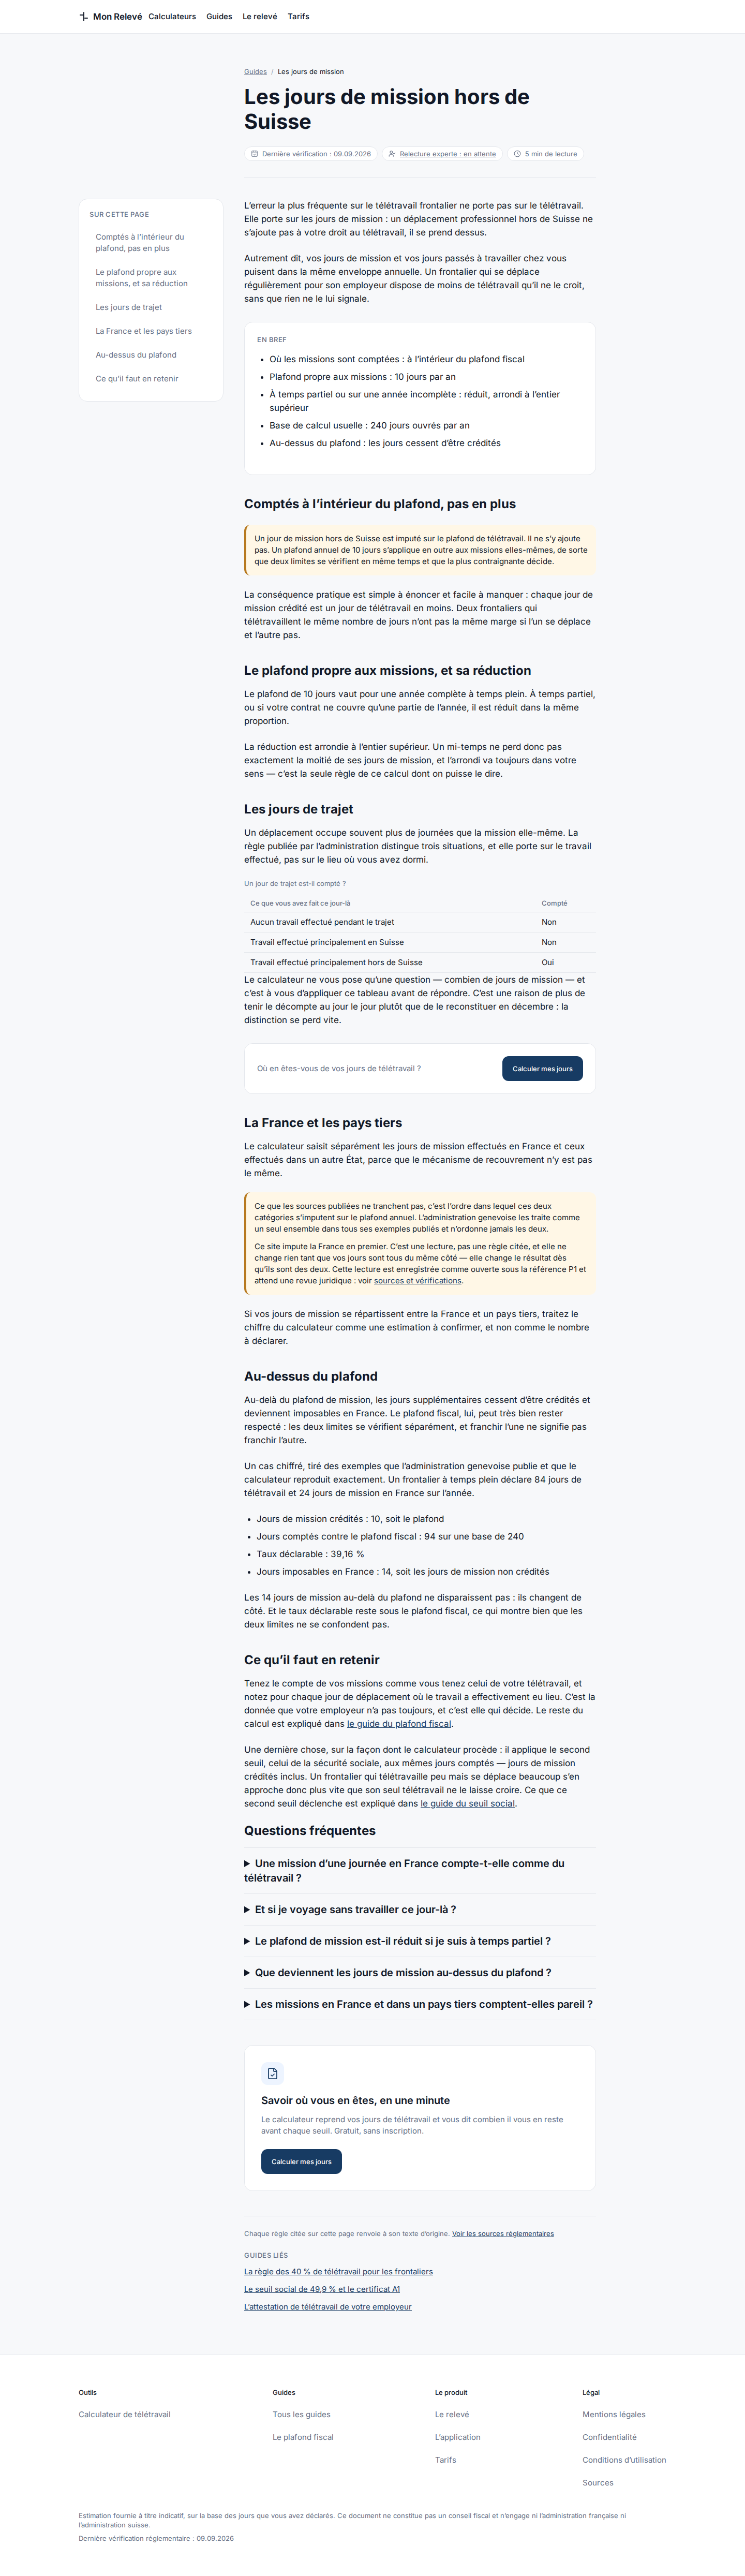 Mon Relevé Calculateurs Guides Le relevé Tarifs
Guides / Les jours de mission
Les jours de mission hors de
Suisse
Dernière vérification : 09.09.2026 Relecture experte : en attente 5 min de lecture
SUR CETTE PAGE
Comptés à l’intérieur du
plafond, pas en plus
Le plafond propre aux
missions, et sa réduction
Les jours de trajet
La France et les pays tiers
Au-dessus du plafond
Ce qu’il faut en retenir
L’erreur la plus fréquente sur le télétravail frontalier ne porte pas sur le télétravail.
Elle porte sur les jours de mission : un déplacement professionnel hors de Suisse ne
s’ajoute pas à votre droit au télétravail, il se prend dessus.
Autrement dit, vos jours de mission et vos jours passés à travailler chez vous
puisent dans la même enveloppe annuelle. Un frontalier qui se déplace
régulièrement pour son employeur dispose de moins de télétravail qu’il ne le croit,
sans que rien ne le lui signale.
EN BREF
Où les missions sont comptées : à l’intérieur du plafond fiscal
Plafond propre aux missions : 10 jours par an
À temps partiel ou sur une année incomplète : réduit, arrondi à l’entier
supérieur
Base de calcul usuelle : 240 jours ouvrés par an
Au-dessus du plafond : les jours cessent d’être crédités
Comptés à l’intérieur du plafond, pas en plus
Un jour de mission hors de Suisse est imputé sur le plafond de télétravail. Il ne s’y ajoute
pas. Un plafond annuel de 10 jours s’applique en outre aux missions elles-mêmes, de sorte
que deux limites se vérifient en même temps et que la plus contraignante décide.
La conséquence pratique est simple à énoncer et facile à manquer : chaque jour de
mission crédité est un jour de télétravail en moins. Deux frontaliers qui
télétravaillent le même nombre de jours n’ont pas la même marge si l’un se déplace
et l’autre pas.
Le plafond propre aux missions, et sa réduction
Le plafond de 10 jours vaut pour une année complète à temps plein. À temps partiel,
ou si votre contrat ne couvre qu’une partie de l’année, il est réduit dans la même
proportion.
La réduction est arrondie à l’entier supérieur. Un mi-temps ne perd donc pas
exactement la moitié de ses jours de mission, et l’arrondi va toujours dans votre
sens — c’est la seule règle de ce calcul dont on puisse le dire.
Les jours de trajet
Un déplacement occupe souvent plus de journées que la mission elle-même. La
règle publiée par l’administration distingue trois situations, et elle porte sur le travail
effectué, pas sur le lieu où vous avez dormi.
Un jour de trajet est-il compté ?
Ce que vous avez fait ce jour-là Compté
Aucun travail effectué pendant le trajet Non
Travail effectué principalement en Suisse Non
Travail effectué principalement hors de Suisse Oui
Le calculateur ne vous pose qu’une question — combien de jours de mission — et
c’est à vous d’appliquer ce tableau avant de répondre. C’est une raison de plus de
tenir le décompte au jour le jour plutôt que de le reconstituer en décembre : la
distinction se perd vite.
Où en êtes-vous de vos jours de télétravail ? Calculer mes jours
La France et les pays tiers
Le calculateur saisit séparément les jours de mission effectués en France et ceux
effectués dans un autre État, parce que le mécanisme de recouvrement n’y est pas
le même.
Ce que les sources publiées ne tranchent pas, c’est l’ordre dans lequel ces deux
catégories s’imputent sur le plafond annuel. L’administration genevoise les traite comme
un seul ensemble dans tous ses exemples publiés et n’ordonne jamais les deux.
Ce site impute la France en premier. C’est une lecture, pas une règle citée, et elle ne
change rien tant que vos jours sont tous du même côté — elle change le résultat dès
qu’ils sont des deux. Cette lecture est enregistrée comme ouverte sous la référence P1 et
attend une revue juridique : voir sources et vérifications.
Si vos jours de mission se répartissent entre la France et un pays tiers, traitez le
chiffre du calculateur comme une estimation à confirmer, et non comme le nombre
à déclarer.
Au-dessus du plafond
Au-delà du plafond de mission, les jours supplémentaires cessent d’être crédités et
deviennent imposables en France. Le plafond fiscal, lui, peut très bien rester
respecté : les deux limites se vérifient séparément, et franchir l’une ne signifie pas
franchir l’autre.
Un cas chiffré, tiré des exemples que l’administration genevoise publie et que le
calculateur reproduit exactement. Un frontalier à temps plein déclare 84 jours de
télétravail et 24 jours de mission en France sur l’année.
Jours de mission crédités : 10, soit le plafond
Jours comptés contre le plafond fiscal : 94 sur une base de 240
Taux déclarable : 39,16 %
Jours imposables en France : 14, soit les jours de mission non crédités
Les 14 jours de mission au-delà du plafond ne disparaissent pas : ils changent de
côté. Et le taux déclarable reste sous le plafond fiscal, ce qui montre bien que les
deux limites ne se confondent pas.
Ce qu’il faut en retenir
Tenez le compte de vos missions comme vous tenez celui de votre télétravail, et
notez pour chaque jour de déplacement où le travail a effectivement eu lieu. C’est la
donnée que votre employeur n’a pas toujours, et c’est elle qui décide. Le reste du
calcul est expliqué dans le guide du plafond fiscal.
Une dernière chose, sur la façon dont le calculateur procède : il applique le second
seuil, celui de la sécurité sociale, aux mêmes jours comptés — jours de mission
crédités inclus. Un frontalier qui télétravaille peu mais se déplace beaucoup s’en
approche donc plus vite que son seul télétravail ne le laisse croire. Ce que ce
second seuil déclenche est expliqué dans le guide du seuil social.
Questions fréquentes
Une mission d’une journée en France compte-t-elle comme du
télétravail ?
Et si je voyage sans travailler ce jour-là ?
Le plafond de mission est-il réduit si je suis à temps partiel ?
Que deviennent les jours de mission au-dessus du plafond ?
Les missions en France et dans un pays tiers comptent-elles pareil ?
Savoir où vous en êtes, en une minute
Le calculateur reprend vos jours de télétravail et vous dit combien il vous en reste
avant chaque seuil. Gratuit, sans inscription.
Calculer mes jours
Chaque règle citée sur cette page renvoie à son texte d’origine. Voir les sources réglementaires
GUIDES LIÉS
La règle des 40 % de télétravail pour les frontaliers
Le seuil social de 49,9 % et le certificat A1
L’attestation de télétravail de votre employeur
Outils Guides Le produit Légal
Calculateur de télétravail Tous les guides Le relevé Mentions légales
Le plafond fiscal L’application Confidentialité
Tarifs Conditions d’utilisation
Sources
Estimation fournie à titre indicatif, sur la base des jours que vous avez déclarés. Ce document ne constitue pas un conseil fiscal et n’engage ni l’administration française ni
l’administration suisse.
Dernière vérification réglementaire : 09.09.2026